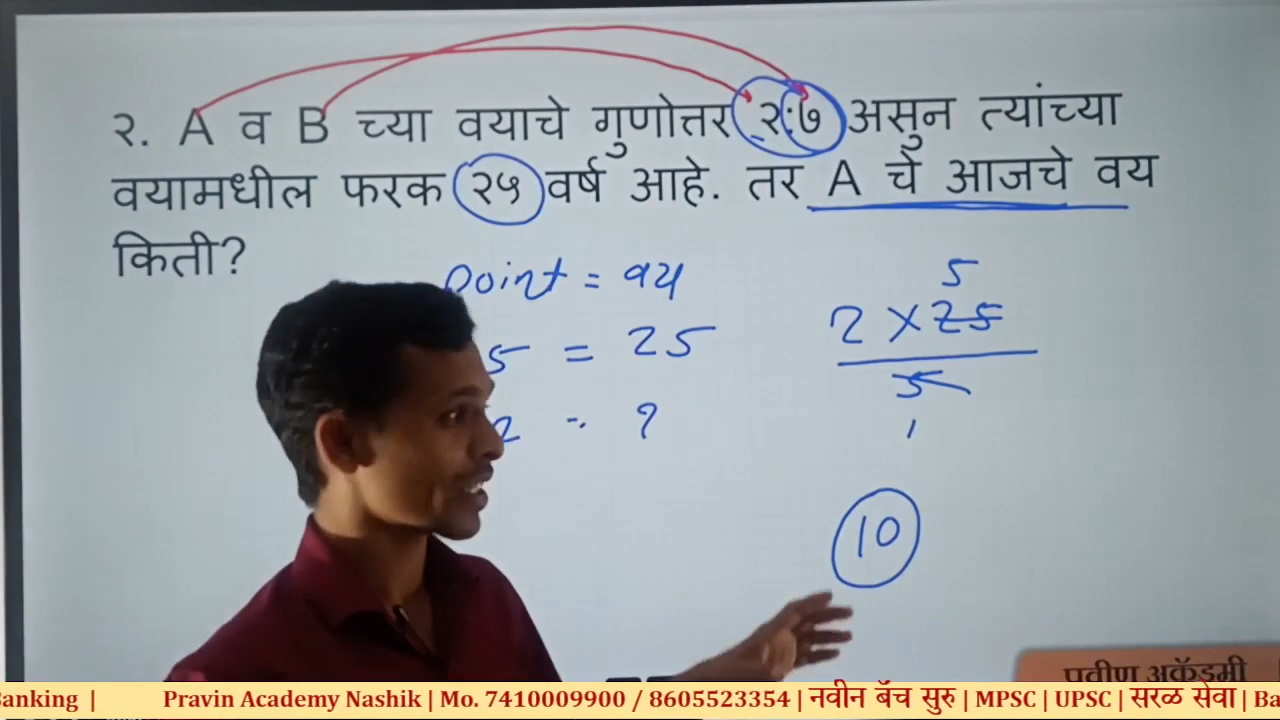 २. A व B च्या वयाचे गुणोत्तर २:७ असुन त्यांच्या
वयामधील फरक २५ वर्ष आहे. तर A चे आजचे वय
किती?
point = वय
5 = 25
2 = ?
5
2 × 25
5
1
10
प्रवीण अकॅडमी
Banking | Pravin Academy Nashik | Mo. 7410009900 / 8605523354 | नवीन बॅच सुरु | MPSC | UPSC | सरळ सेवा | Ba